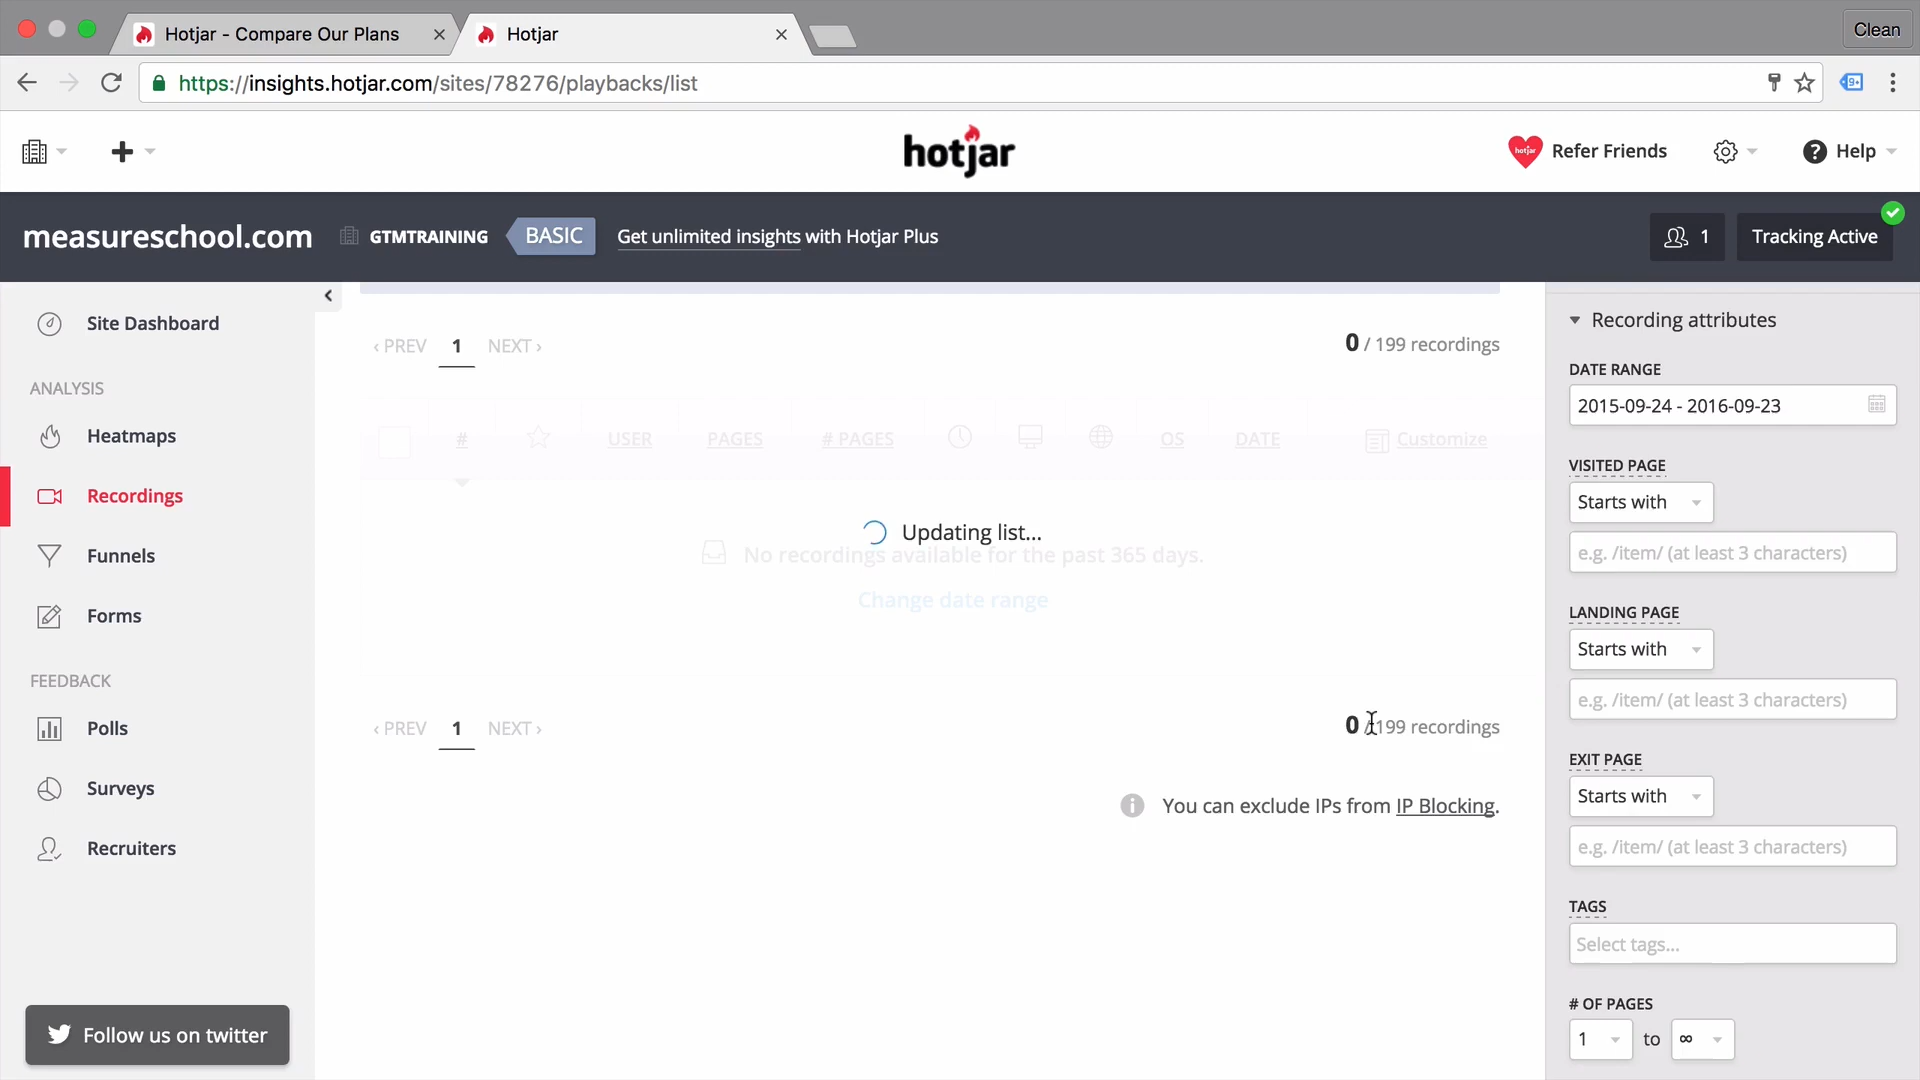 Hotjar - Compare Our Plans
Hotjar
Clean
https://insights.hotjar.com/sites/78276/playbacks/list
hotjar
hotjar
Refer Friends
? Help
measureschool.com
GTMTRAINING
BASIC
Get unlimited insights with Hotjar Plus
1
Tracking Active
Site Dashboard
ANALYSIS
Heatmaps
Recordings
Funnels
Forms
FEEDBACK
Polls
Surveys
Recruiters
Follow us on twitter
‹ PREV 1 NEXT ›
0 / 199 recordings
# USER PAGES # PAGES OS DATE Customize
Updating list...
No recordings available for the past 365 days.
Change date range
‹ PREV 1 NEXT ›
0 / 199 recordings
You can exclude IPs from IP Blocking.
Recording attributes
DATE RANGE
2015-09-24 - 2016-09-23
VISITED PAGE
Starts with
e.g. /item/ (at least 3 characters)
LANDING PAGE
Starts with
e.g. /item/ (at least 3 characters)
EXIT PAGE
Starts with
e.g. /item/ (at least 3 characters)
TAGS
Select tags...
# OF PAGES
1 to ∞